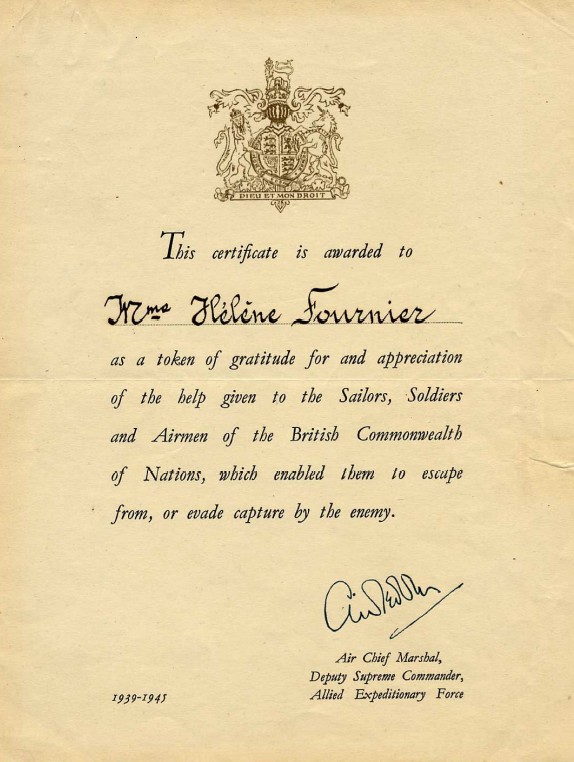 DIEU ET MON DROIT
This certificate is awarded to
Mme Hélène Fournier
as a token of gratitude for and appreciation
of the help given to the Sailors, Soldiers
and Airmen of the British Commonwealth
of Nations, which enabled them to escape
from, or evade capture by the enemy.
Air Chief Marshal,
Deputy Supreme Commander,
1939-1945 Allied Expeditionary Force